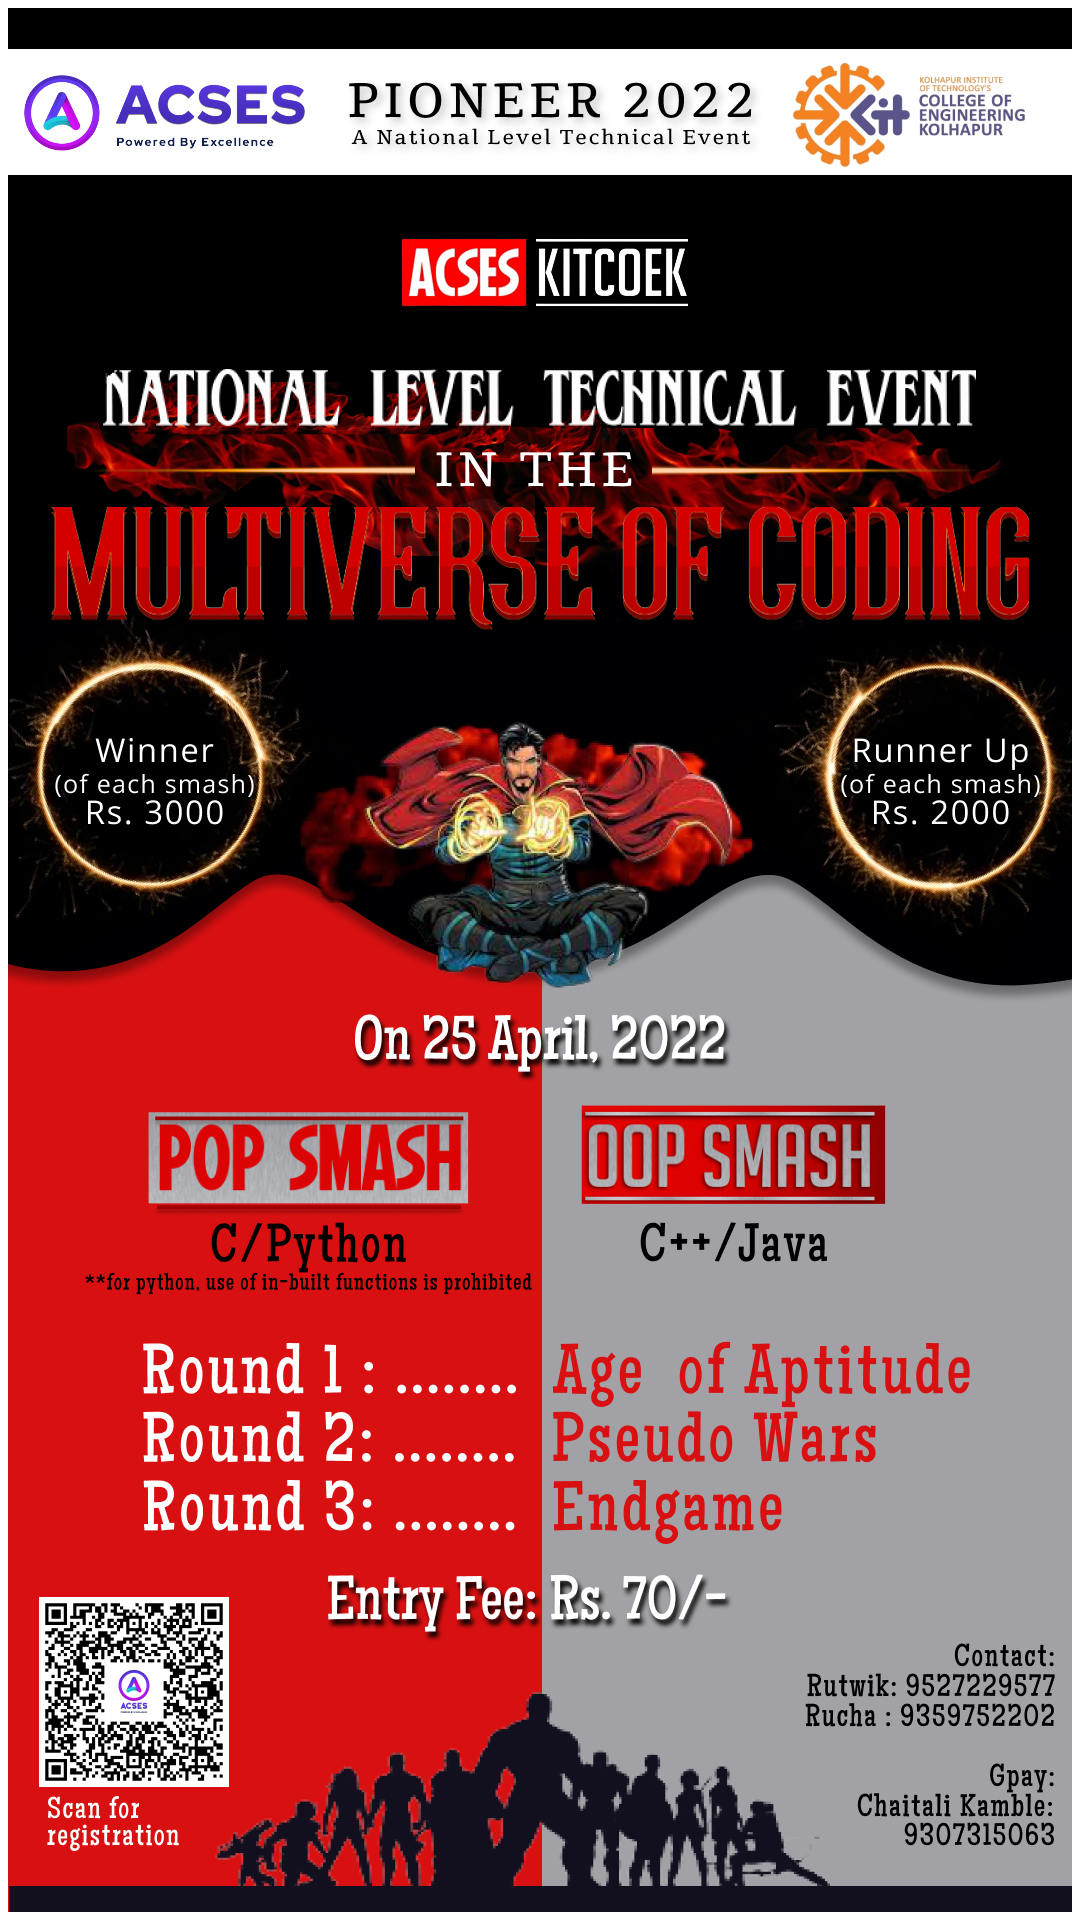 ACSES
Powered By Excellence
PIONEER 2022
A National Level Technical Event
KOLHAPUR INSTITUTE
OF TECHNOLOGY'S
COLLEGE OF
ENGINEERING
KOLHAPUR
Kit
ACSES KITCOEK
NATIONAL LEVEL TECHNICAL EVENT
IN THE
MULTIVERSE OF CODING
Winner
(of each smash)
Rs. 3000
Runner Up
(of each smash)
Rs. 2000
On 25 April, 2022
POP SMASH
C/Python
**for python, use of in-built functions is prohibited
OOP SMASH
C++/Java
Round 1 : ........ Age of Aptitude
Round 2: ........ Pseudo Wars
Round 3: ........ Endgame
Entry Fee: Rs. 70/-
ACSES
Scan for
registration
Contact:
Rutwik: 9527229577
Rucha : 9359752202
Gpay:
Chaitali Kamble:
9307315063